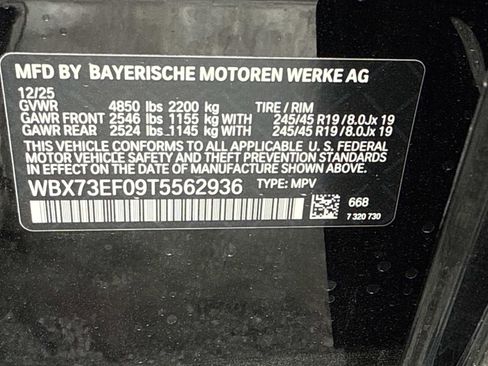 MFD BY BAYERISCHE MOTOREN WERKE AG
12/25
GVWR 4850 lbs 2200 kg TIRE / RIM
GAWR FRONT 2546 lbs 1155 kg WITH 245/45 R19 / 8.0Jx 19
GAWR REAR 2524 lbs 1145 kg WITH 245/45 R19 / 8.0Jx 19
THIS VEHICLE CONFORMS TO ALL APPLICABLE U. S. FEDERAL
MOTOR VEHICLE SAFETY AND THEFT PREVENTION STANDARDS
IN EFFECT ON THE DATE OF MANUFACTURE SHOWN ABOVE.
WBX73EF09T5562936 TYPE: MPV
668
7 320 730